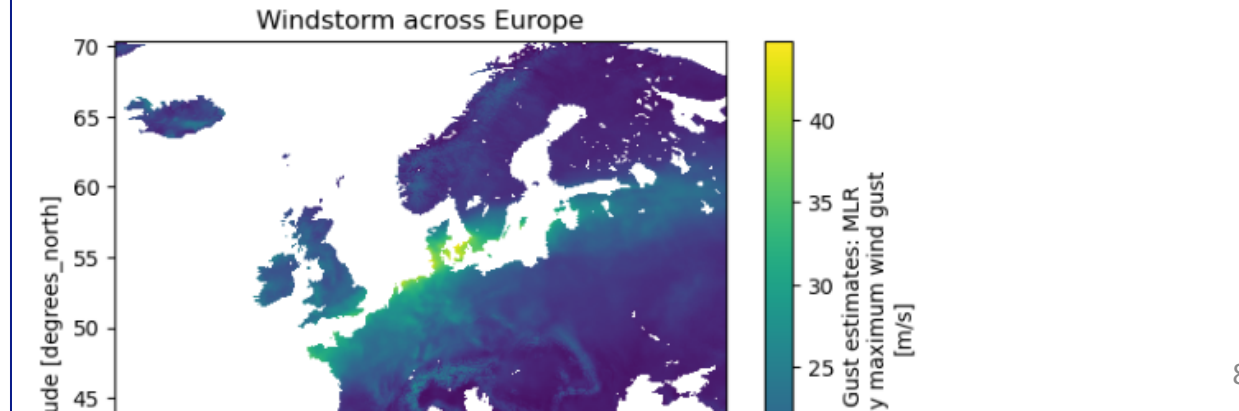 Windstorm across Europe
70
65
60
55
50
45
ude [degrees_north]
40
35
30
25
Gust estimates: MLR
y maximum wind gust
[m/s]
8